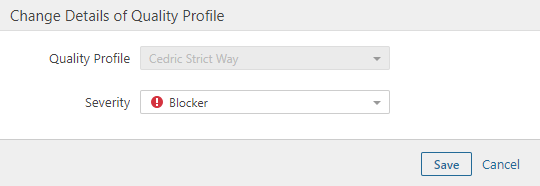 Change Details of Quality Profile
Quality Profile Cedric Strict Way
Severity Blocker
Save Cancel